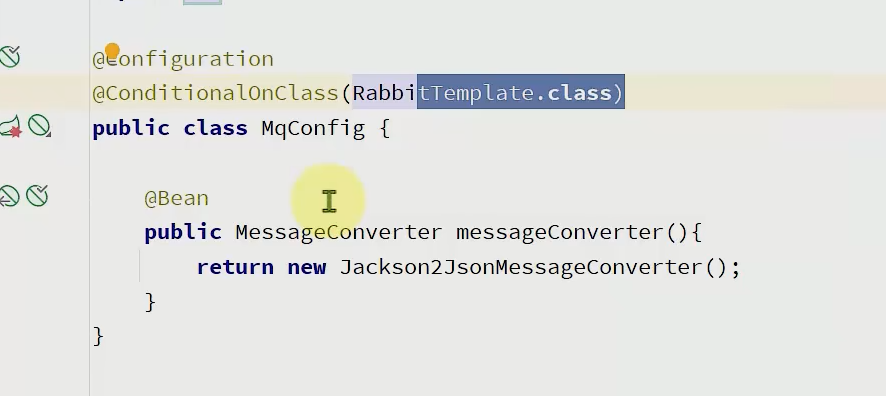 @Configuration
@ConditionalOnClass(RabbitTemplate.class)
public class MqConfig {
@Bean
public MessageConverter messageConverter(){
return new Jackson2JsonMessageConverter();
}
}